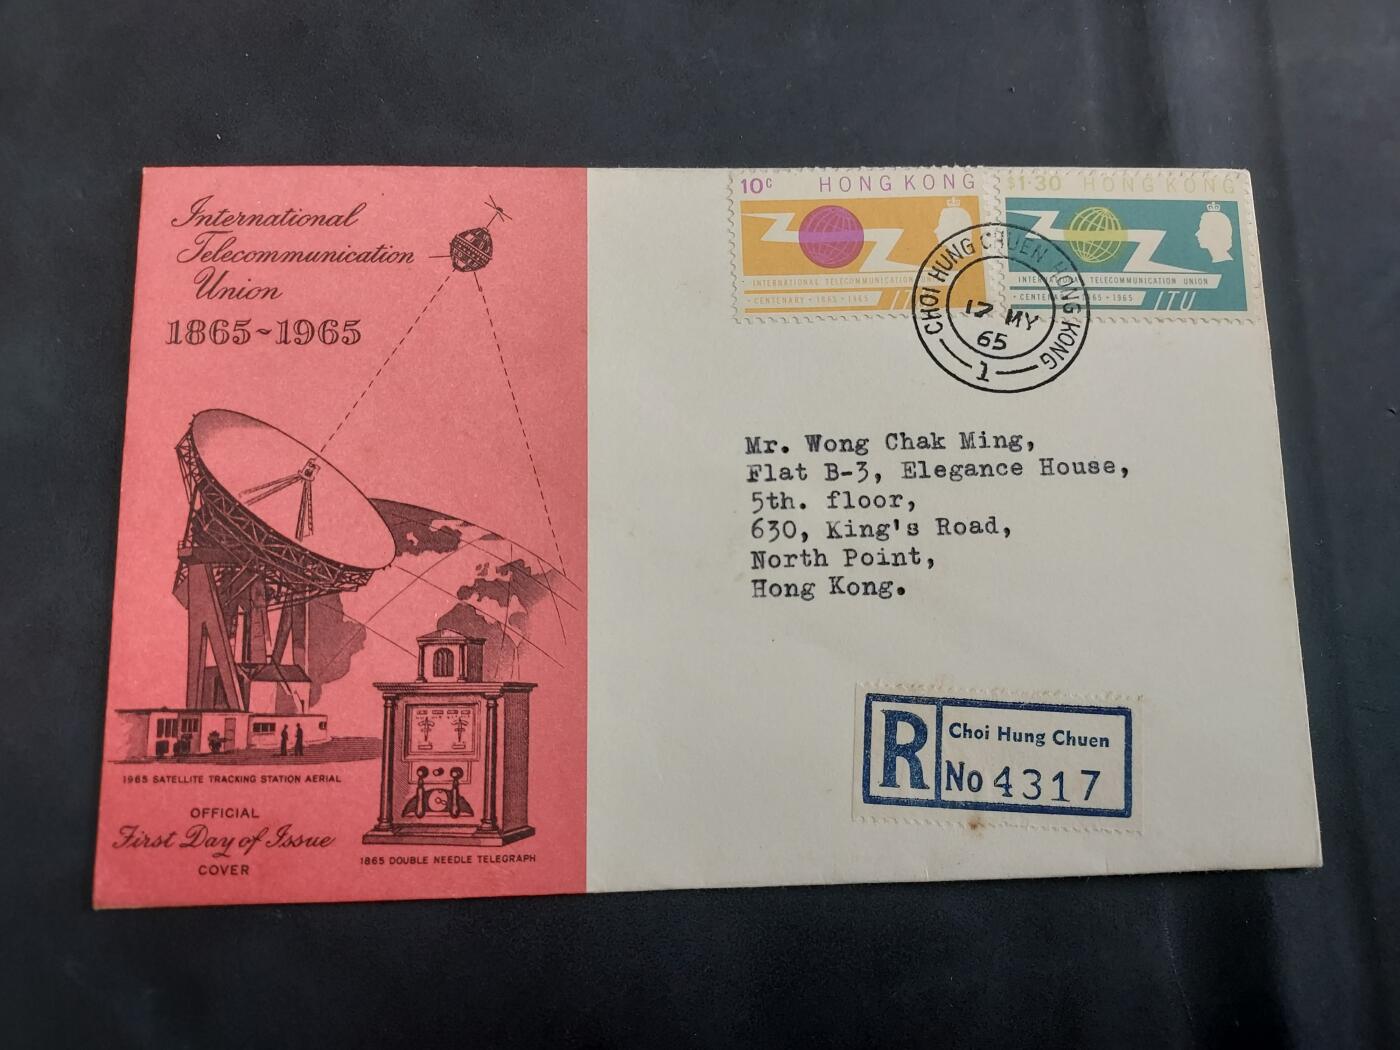 International
Telecommunication
Union
1865~1965
1965 SATELLITE TRACKING STATION AERIAL
OFFICIAL
First Day of Issue
COVER
1865 DOUBLE NEEDLE TELEGRAPH
10c HONG KONG
INTERNATIONAL TELECOMMUNICATION
CENTENARY · 1865 · 1965 IT
$1·30 HONG KONG
TELECOMMUNICATION UNION
1965 ITU
CHOI HUNG CHUEN HONG KONG
17 MY
65
1
Mr. Wong Chak Ming,
Flat B-3, Elegance House,
5th. floor,
630, King's Road,
North Point,
Hong Kong.
R Choi Hung Chuen
No 4317